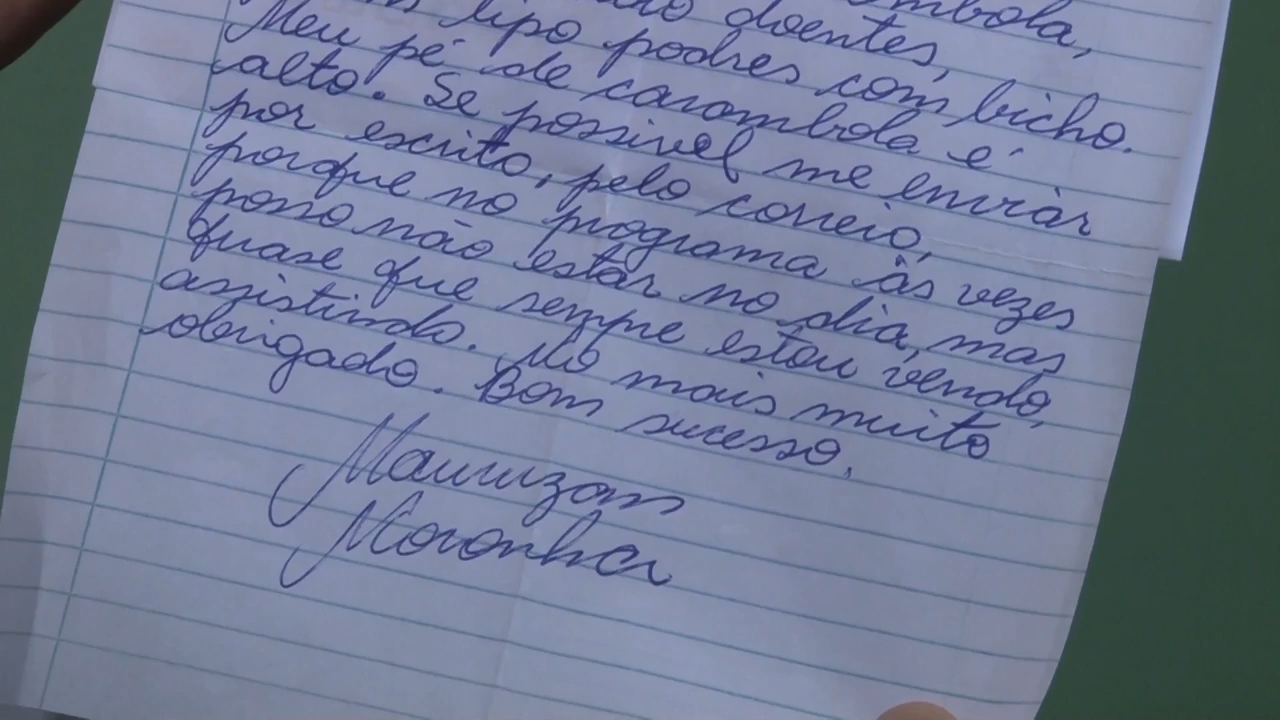 doentes,
tipo podres com bicho.
Meu pé de carambola é
alto. Se possivel me enviar
por escrito, pelo correio,
porque no programa às vezes
posso não estar no dia, mas
quase que sempre estou vendo,
assistindo. No mais muito
obrigado. Bom sucesso.
Noronha